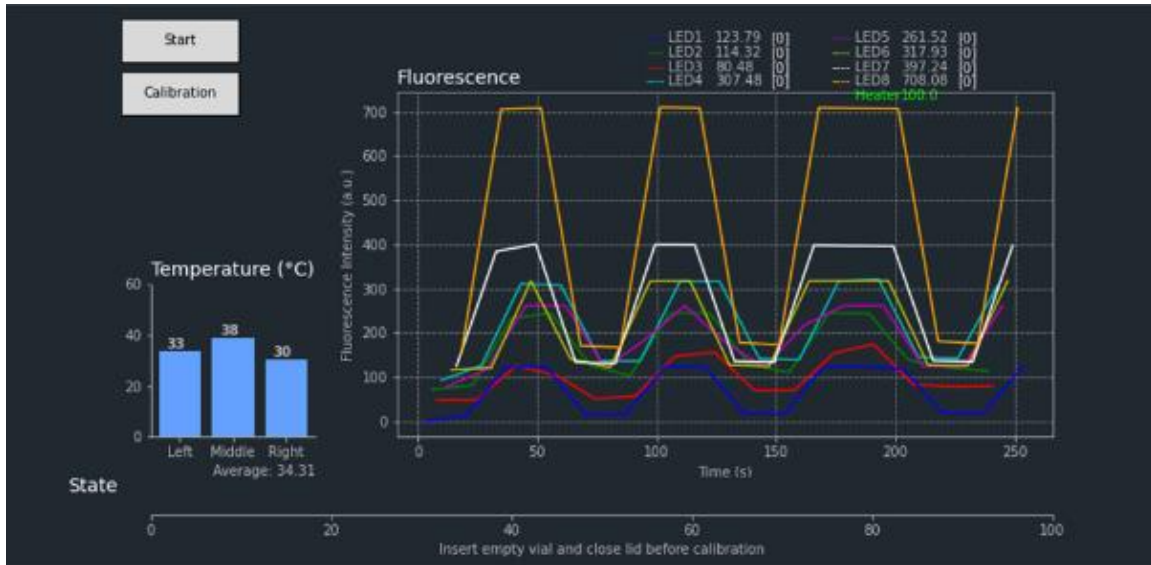 Start
Calibration
LED1 123.79 [0]
LED2 114.32 [0]
LED3 80.48 [0]
LED4 307.48 [0]
LED5 261.52 [0]
LED6 317.93 [0]
LED7 397.24 [0]
LED8 708.08 [0]
Heater100.0
Fluorescence
Fluorescence Intensity (a.u.)
700
600
500
400
300
200
100
0
0 50 100 150 200 250
Time (s)
Temperature (°C)
60
40
20
0
33 38 30
Left Middle Right
Average: 34.31
State
0 20 40 60 80 100
Insert empty vial and close lid before calibration